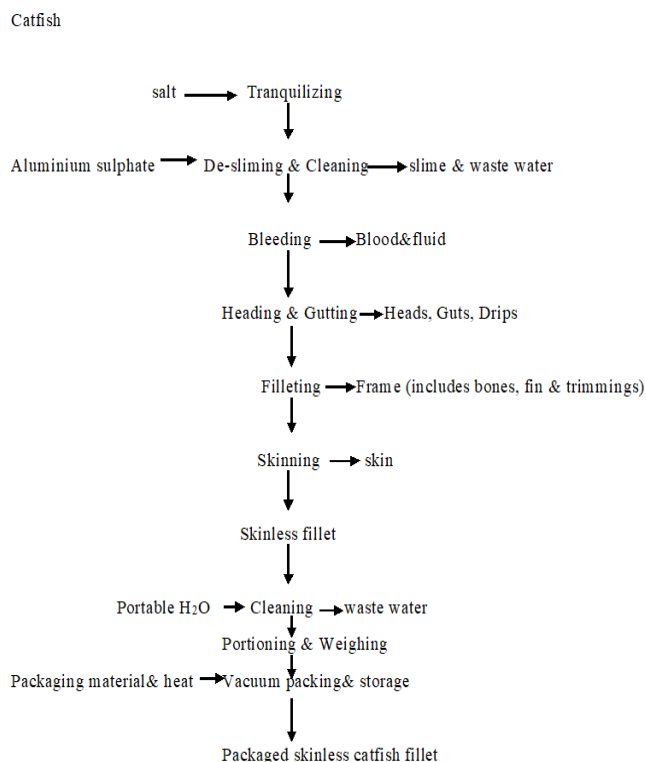 Catfish
salt Tranquilizing
Aluminium sulphate De-sliming & Cleaning slime & waste water
Bleeding Blood&fluid
Heading & Gutting Heads, Guts, Drips
Filleting Frame (includes bones, fin & trimmings)
Skinning skin
Skinless fillet
Portable H₂O Cleaning waste water
Portioning & Weighing
Packaging material& heat Vacuum packing& storage
Packaged skinless catfish fillet